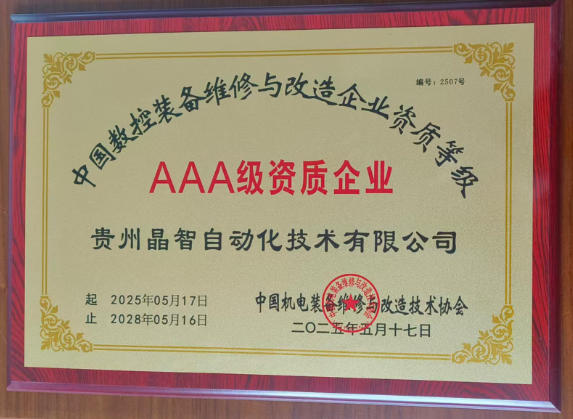 编号：2507号
中国数控装备维修与改造企业资质等级
AAA级资质企业
贵州晶智自动化技术有限公司
起 2025年05月17日
止 2028年05月16日
中国机电装备维修与改造技术协会
二〇二五年五月十七日